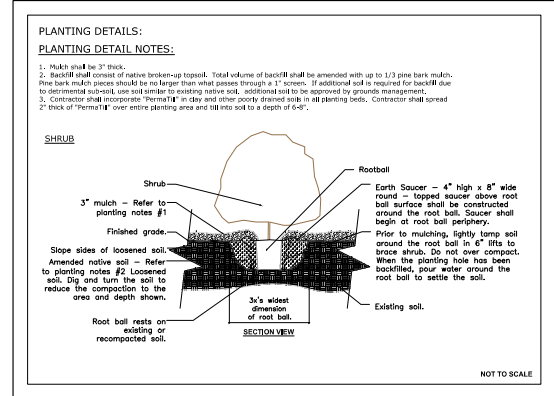 PLANTING DETAILS:
PLANTING DETAIL NOTES:
1. Mulch shall be 3" thick.
2. Backfill shall consist of native broken-up topsoil. Total volume of backfill shall be amended with up to 1/3 pine bark mulch.
Pine bark mulch pieces should be no larger than what passes through a 1" screen. If additional soil is required for backfill due
to detrimental sub-soil, use soil similar to existing native soil, additional soil to be approved by grounds management.
3. Contractor shall incorporate "PermaTill" in clay and other poorly drained soils in all planting beds. Contractor shall spread
2" thick of "PermaTill" over entire planting area and till into soil to a depth of 6-8".
SHRUB
Shrub
3" mulch – Refer to
planting notes #1
Finished grade.
Slope sides of loosened soil.
Amended native soil – Refer
to planting notes #2 Loosened
soil. Dig and turn the soil to
reduce the compaction to the
area and depth shown.
Root ball rests on
existing or
recompacted soil.
3x's widest
dimension
of root ball.
SECTION VIEW
Rootball
Earth Saucer – 4" high x 8" wide
round – topped saucer above root
ball surface shall be constructed
around the root ball. Saucer shall
begin at root ball periphery.
Prior to mulching, lightly tamp soil
around the root ball in 6" lifts to
brace shrub. Do not over compact.
When the planting hole has been
backfilled, pour water around the
root ball to settle the soil.
Existing soil.
NOT TO SCALE